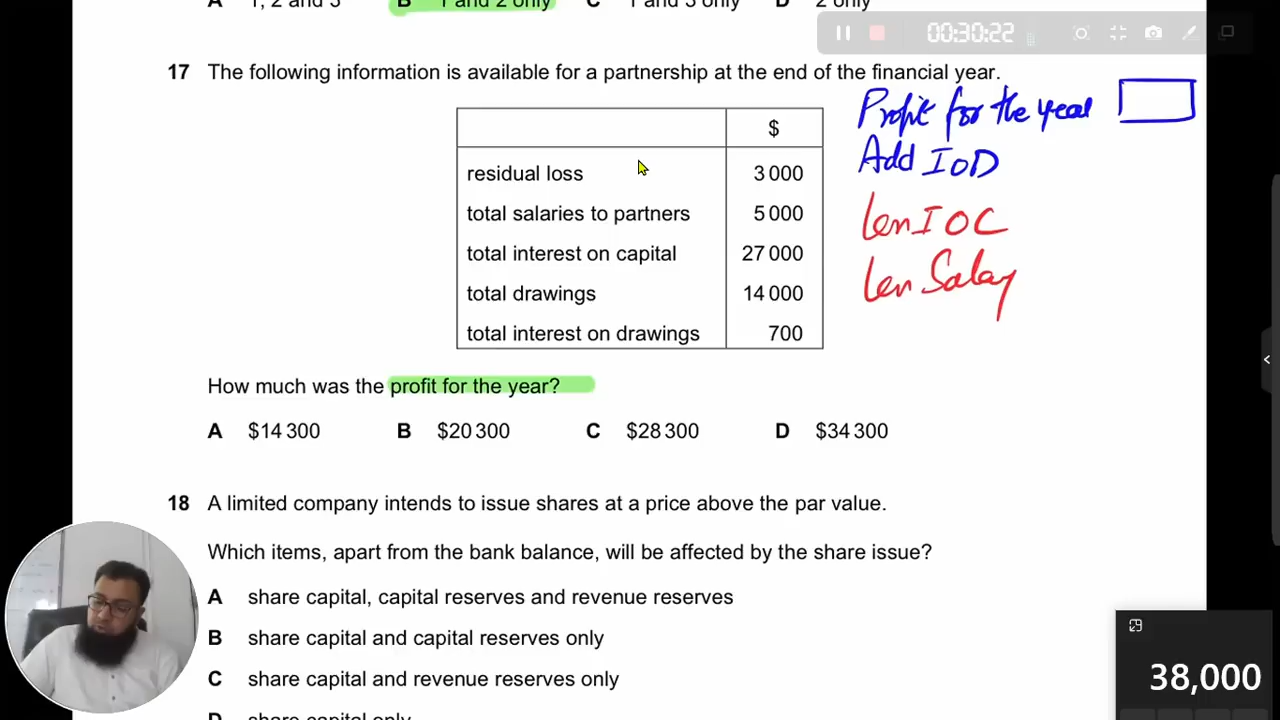 A 1, 2 and 3 B 1 and 2 only C 1 and 3 only D 2 only
00:30:22
17 The following information is available for a partnership at the end of the financial year.
$
residual loss 3 000
total salaries to partners 5 000
total interest on capital 27 000
total drawings 14 000
total interest on drawings 700
Profit for the year
Add IOD
Less IOC
Less Salary
How much was the profit for the year?
A $14 300 B $20 300 C $28 300 D $34 300
18 A limited company intends to issue shares at a price above the par value.
Which items, apart from the bank balance, will be affected by the share issue?
A share capital, capital reserves and revenue reserves
B share capital and capital reserves only
C share capital and revenue reserves only
D share capital only
38,000